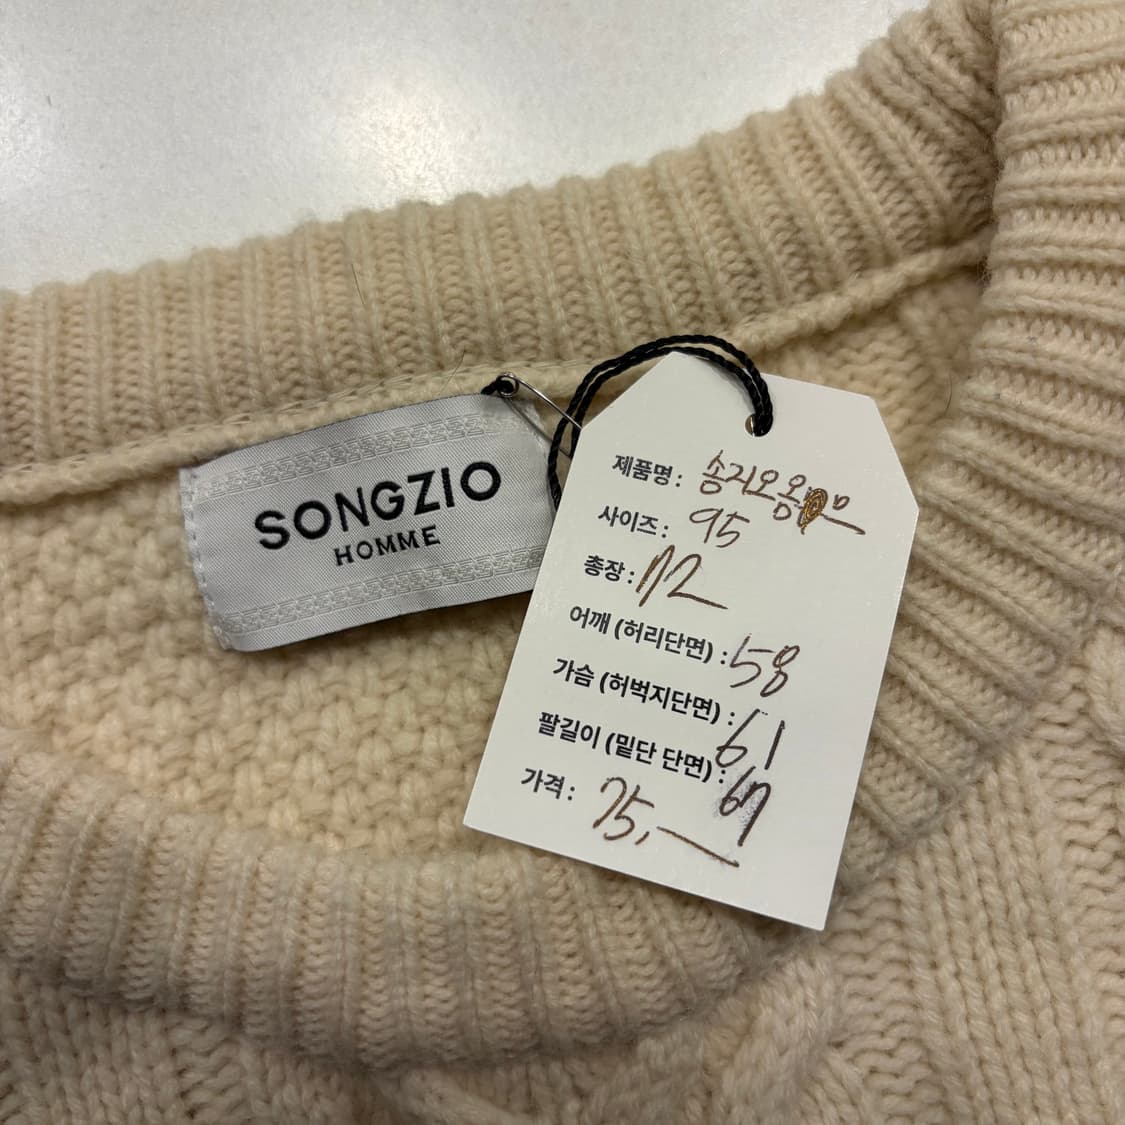 SONGZIO
HOMME
제품명 : 송지오옴므
사이즈 : 95
총장 : 72
어깨 (허리단면) : 58
가슴 (허벅지단면) : 61
팔길이 (밑단 단면) : 67
가격 : 75,—